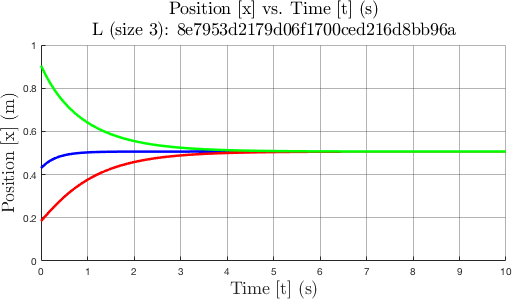 Position [x] vs. Time [t] (s)
L (size 3): 8e7953d2179d06f1700ced216d8bb96a
Position [x] (m)
1
0.8
0.6
0.4
0.2
0
0 1 2 3 4 5 6 7 8 9 10
Time [t] (s)